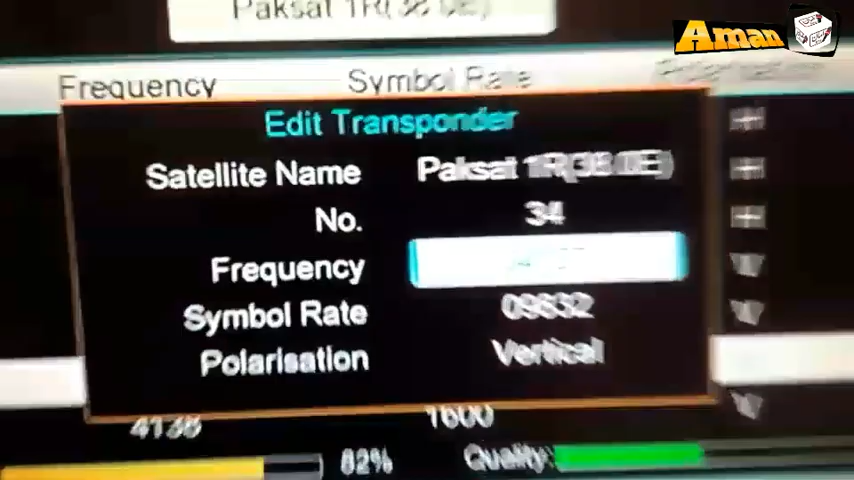 Aman
Paksat 1R(38.0E)
Frequency Symbol Rate
Edit Transponder
Satellite Name Paksat 1R(38.0E)
No. 34
Frequency
Symbol Rate 09632
Polarisation Vertical
4136 1600
82% Quality: